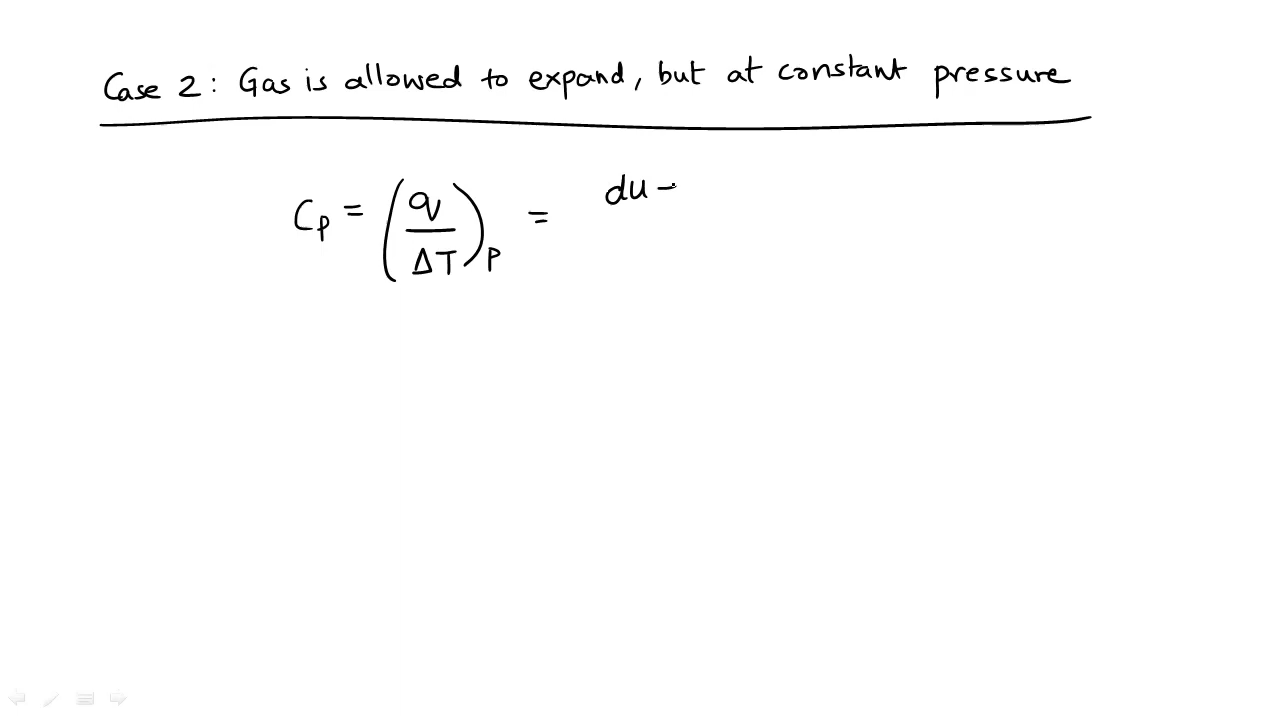 Case 2: Gas is allowed to expand, but at constant pressure
Cp = (q/ΔT)p = du -